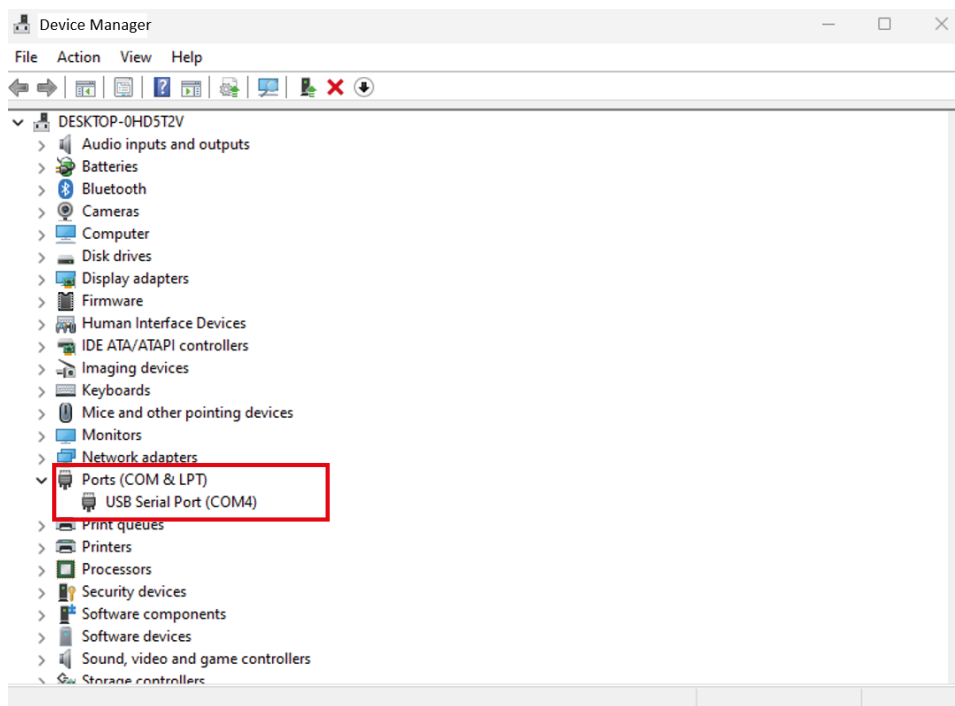 Device Manager
File Action View Help
DESKTOP-0HD5T2V
Audio inputs and outputs
Batteries
Bluetooth
Cameras
Computer
Disk drives
Display adapters
Firmware
Human Interface Devices
IDE ATA/ATAPI controllers
Imaging devices
Keyboards
Mice and other pointing devices
Monitors
Network adapters
Ports (COM & LPT)
USB Serial Port (COM4)
Print queues
Printers
Processors
Security devices
Software components
Software devices
Sound, video and game controllers
Storage controllers